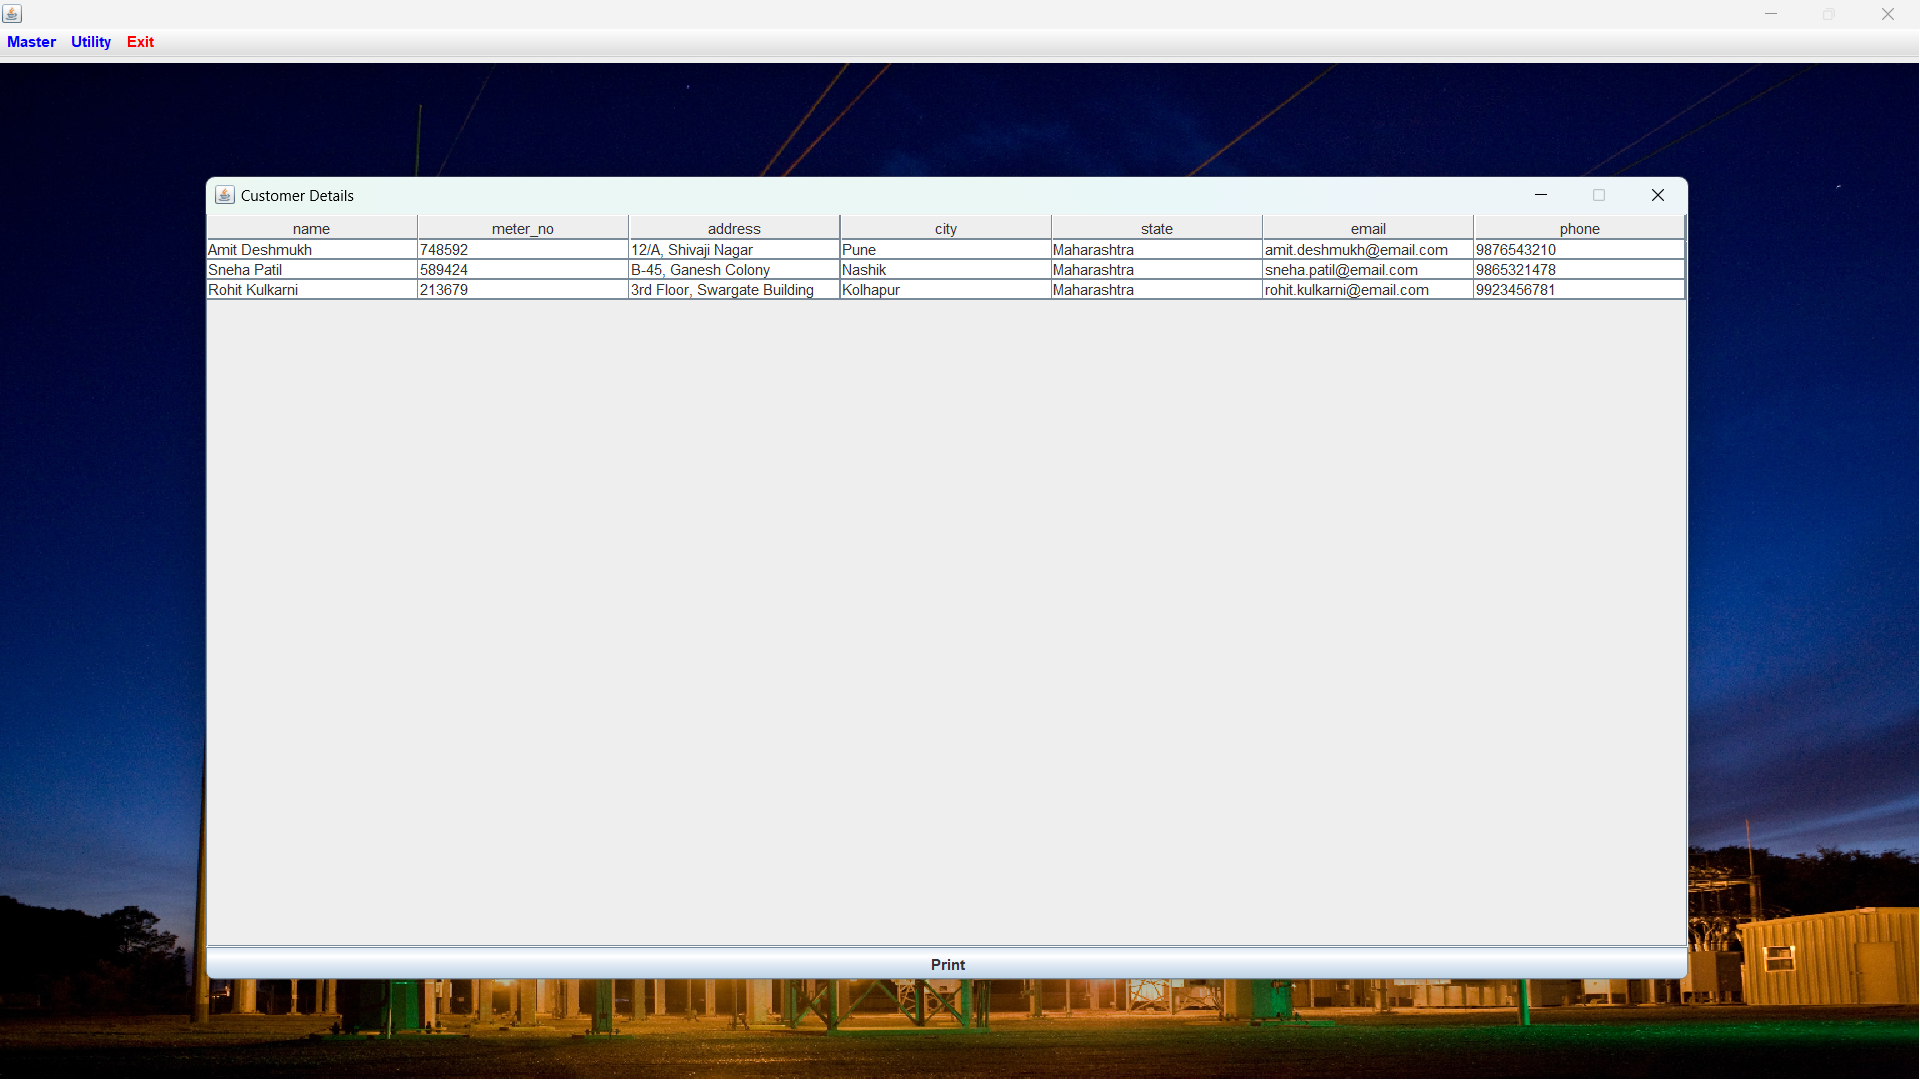 Master Utility Exit
Customer Details
name meter_no address city state email phone
Amit Deshmukh 748592 12/A, Shivaji Nagar Pune Maharashtra amit.deshmukh@email.com 9876543210
Sneha Patil 589424 B-45, Ganesh Colony Nashik Maharashtra sneha.patil@email.com 9865321478
Rohit Kulkarni 213679 3rd Floor, Swargate Building Kolhapur Maharashtra rohit.kulkarni@email.com 9923456781
Print